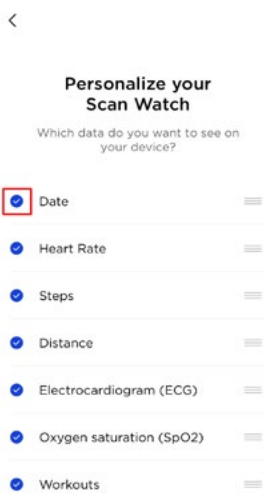 Personalize your
Scan Watch
Which data do you want to see on
your device?
Date
Heart Rate
Steps
Distance
Electrocardiogram (ECG)
Oxygen saturation (SpO2)
Workouts